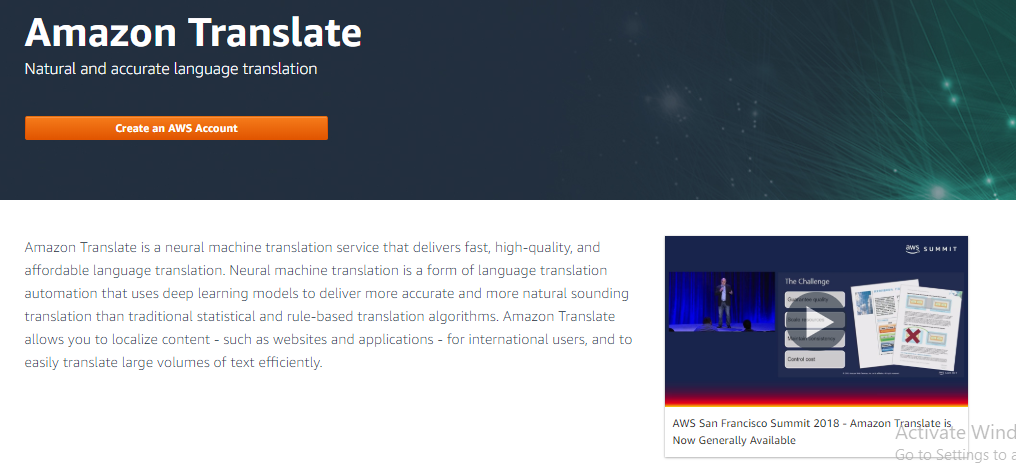 Amazon Translate
Natural and accurate language translation
Create an AWS Account
Amazon Translate is a neural machine translation service that delivers fast, high-quality, and
affordable language translation. Neural machine translation is a form of language translation
automation that uses deep learning models to deliver more accurate and more natural sounding
translation than traditional statistical and rule-based translation algorithms. Amazon Translate
allows you to localize content - such as websites and applications - for international users, and to
easily translate large volumes of text efficiently.
aws SUMMIT
The Challenge
Guarantee quality
Control cost
AWS San Francisco Summit 2018 - Amazon Translate is
Now Generally Available
Activate Wind
Go to Settings to a